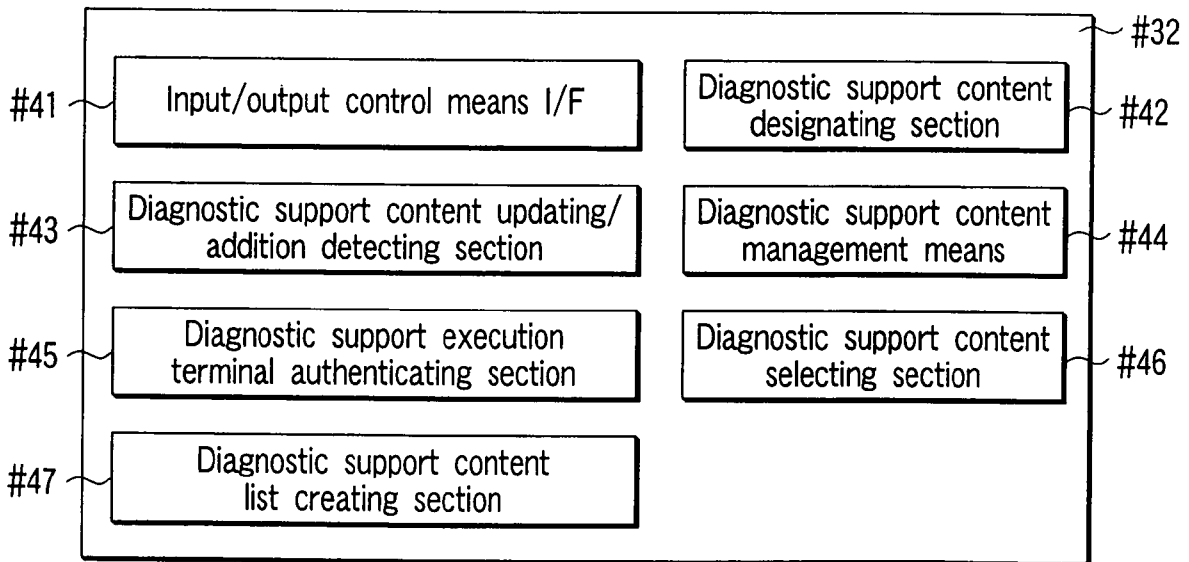 #32
#41
Input/output control means I/F
Diagnostic support content
designating section
#42
#43
Diagnostic support content updating/
addition detecting section
Diagnostic support content
management means
#44
#45
Diagnostic support execution
terminal authenticating section
Diagnostic support content
selecting section
#46
#47
Diagnostic support content
list creating section